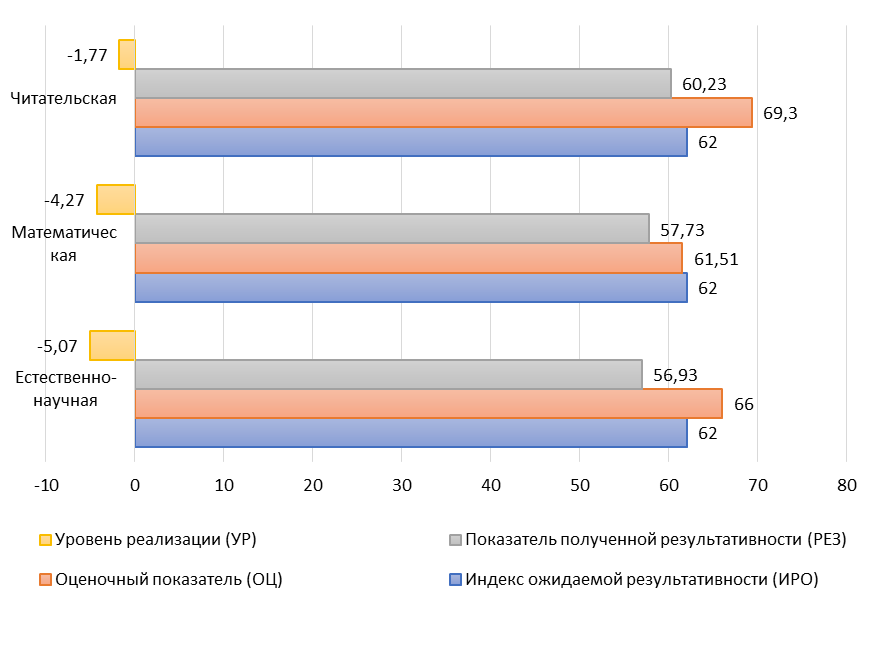 -1,77
60,23
Читательская
69,3
62
-4,27
57,73
Математичес
кая
61,51
62
-5,07
56,93
Естественно-
научная
66
62
-10 0 10 20 30 40 50 60 70 80
Уровень реализации (УР) Показатель полученной результативности (РЕЗ)
Оценочный показатель (ОЦ) Индекс ожидаемой результативности (ИРО)